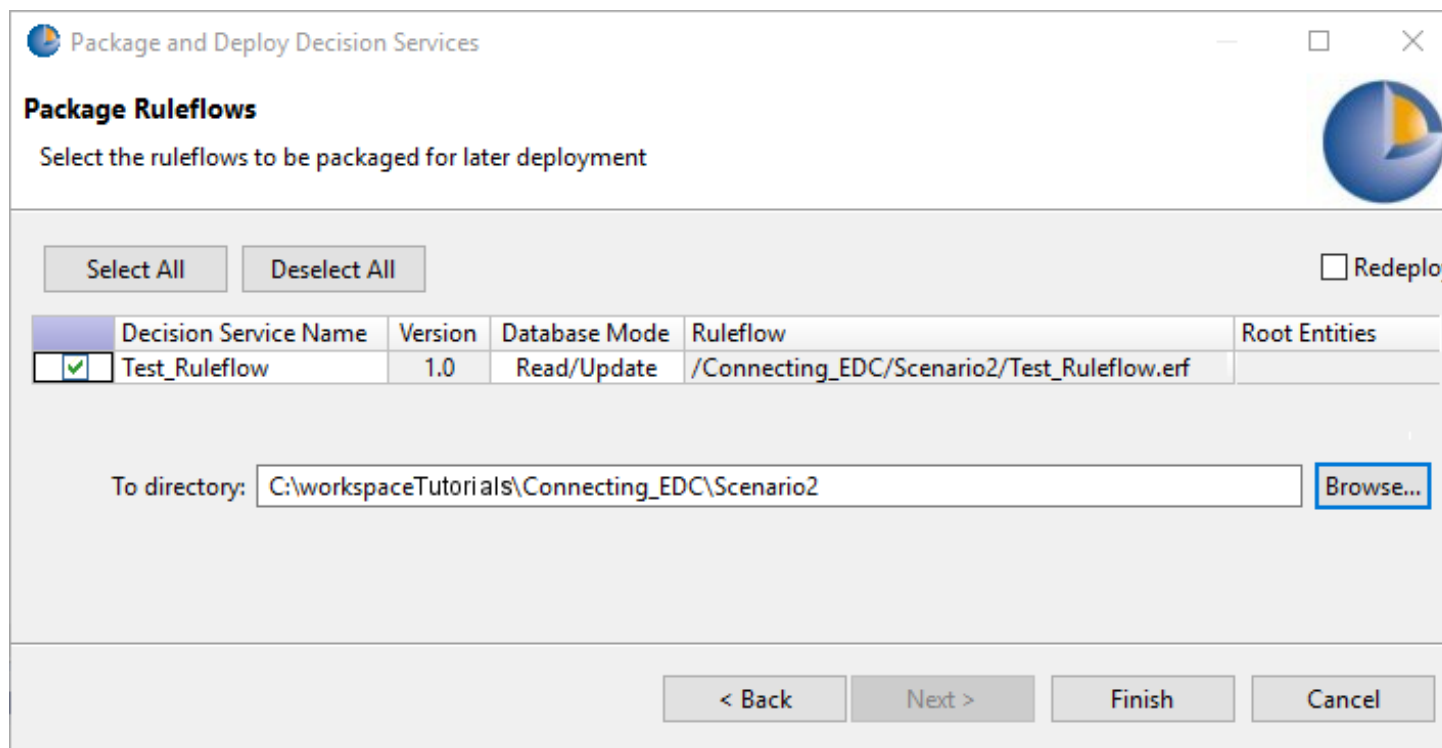 Package and Deploy Decision Services
Package Ruleflows
Select the ruleflows to be packaged for later deployment
Select All Deselect All Redeplo
Decision Service Name Version Database Mode Ruleflow Root Entities
Test_Ruleflow 1.0 Read/Update /Connecting_EDC/Scenario2/Test_Ruleflow.erf
To directory: C:\workspaceTutorials\Connecting_EDC\Scenario2 Browse...
< Back Next > Finish Cancel